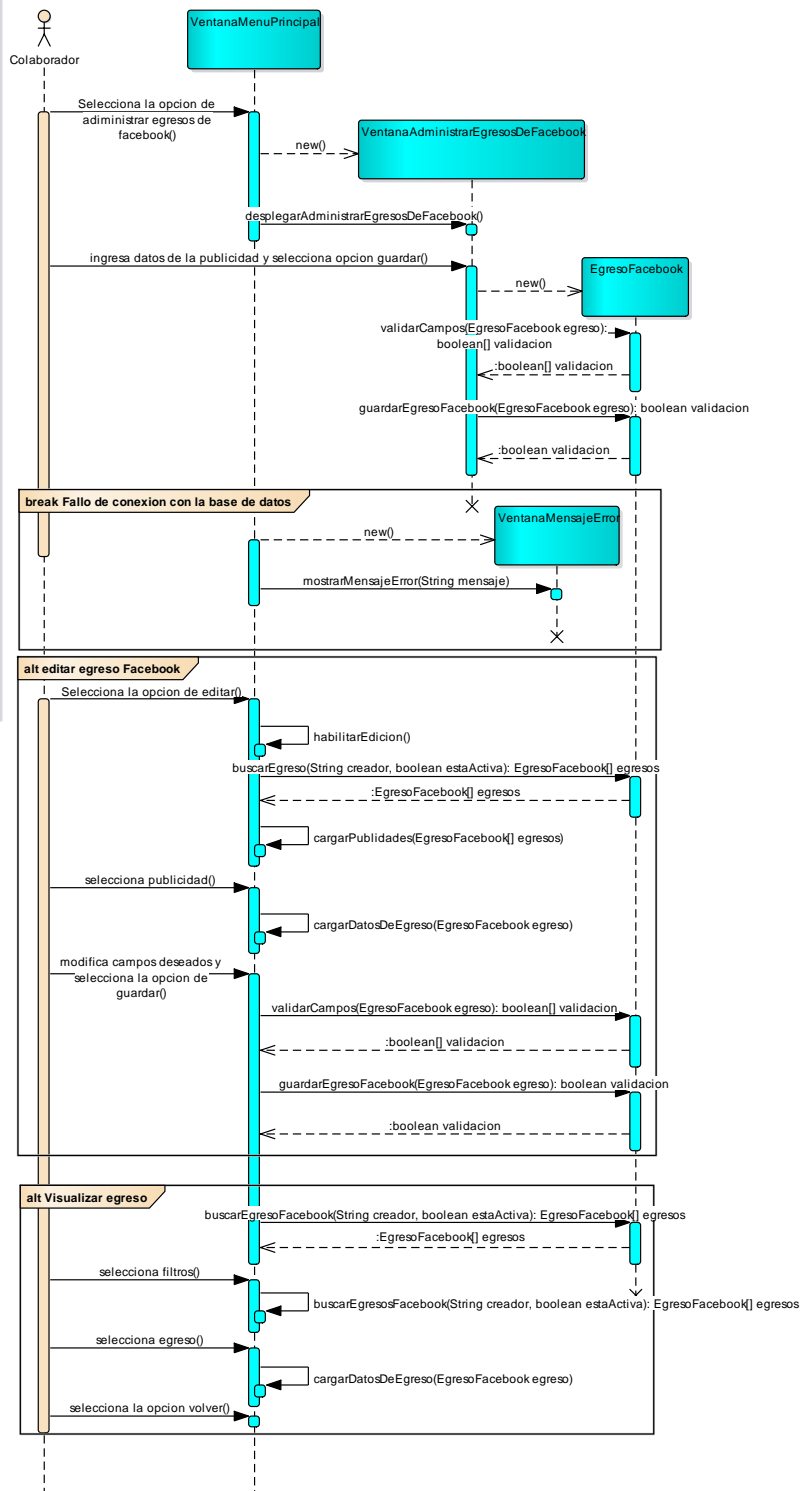 VentanaMenuPrincipal
Colaborador
Selecciona la opcion de
adiministrar egresos de
facebook()
VentanaAdministrarEgresosDeFacebook
new()
desplegarAdministrarEgresosDeFacebook()
ingresa datos de la publicidad y selecciona opcion guardar()
EgresoFacebook
new()
validarCampos(EgresoFacebook egreso):
boolean[] validacion
:boolean[] validacion
guardarEgresoFacebook(EgresoFacebook egreso): boolean validacion
:boolean validacion
break Fallo de conexion con la base de datos
VentanaMensajeError
new()
mostrarMensajeError(String mensaje)
alt editar egreso Facebook
Selecciona la opcion de editar()
habilitarEdicion()
buscarEgreso(String creador, boolean estaActiva): EgresoFacebook[] egresos
:EgresoFacebook[] egresos
cargarPublidades(EgresoFacebook[] egresos)
selecciona publicidad()
cargarDatosDeEgreso(EgresoFacebook egreso)
modifica campos deseados y
selecciona la opcion de
guardar()
validarCampos(EgresoFacebook egreso): boolean[] validacion
:boolean[] validacion
guardarEgresoFacebook(EgresoFacebook egreso): boolean validacion
:boolean validacion
alt Visualizar egreso
buscarEgresoFacebook(String creador, boolean estaActiva): EgresoFacebook[] egresos
:EgresoFacebook[] egresos
selecciona filtros()
buscarEgresosFacebook(String creador, boolean estaActiva): EgresoFacebook[] egresos
selecciona egreso()
cargarDatosDeEgreso(EgresoFacebook egreso)
selecciona la opcion volver()